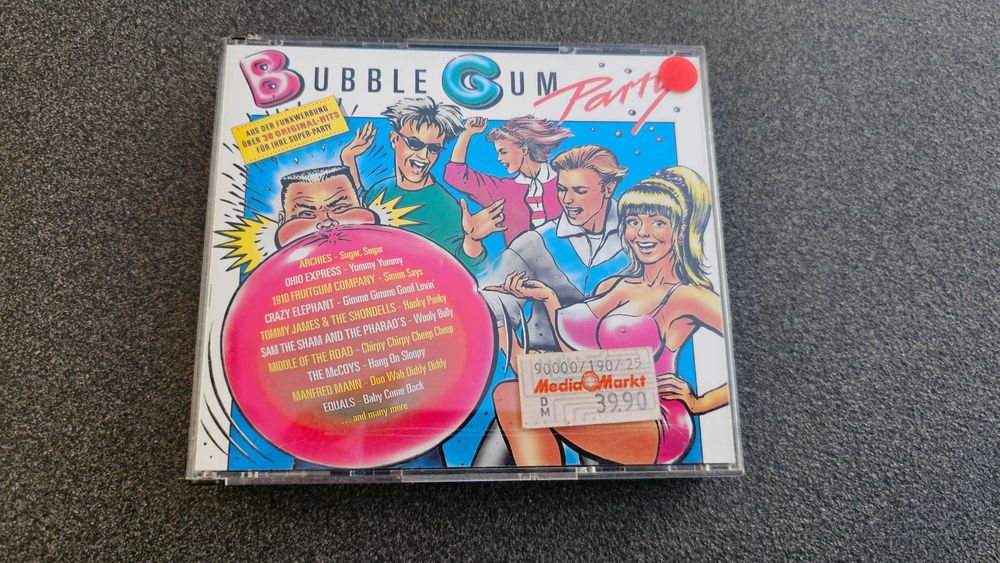 BUBBLE GUM
Party
AUS DER FUNKWERBUNG
ÜBER 30 ORIGINAL-HITS
FÜR IHRE SUPER-PARTY
ARCHIES - Sugar, Sugar
OHIO EXPRESS - Yummy Yummy
1910 FRUITGUM COMPANY - Simon Says
CRAZY ELEPHANT - Gimme Gimme Good Lovin'
TOMMY JAMES & THE SHONDELLS - Hanky Panky
SAM THE SHAM AND THE PHARAO'S - Wooly Bully
MIDDLE OF THE ROAD - Chirpy Chirpy Cheep Cheep
THE McCOYS - Hang On Sloopy
MANFRED MANN - Doo Wah Diddy Diddy
EQUALS - Baby Come Back
...and many more
90000/190/25
Media Markt
DM 39.90